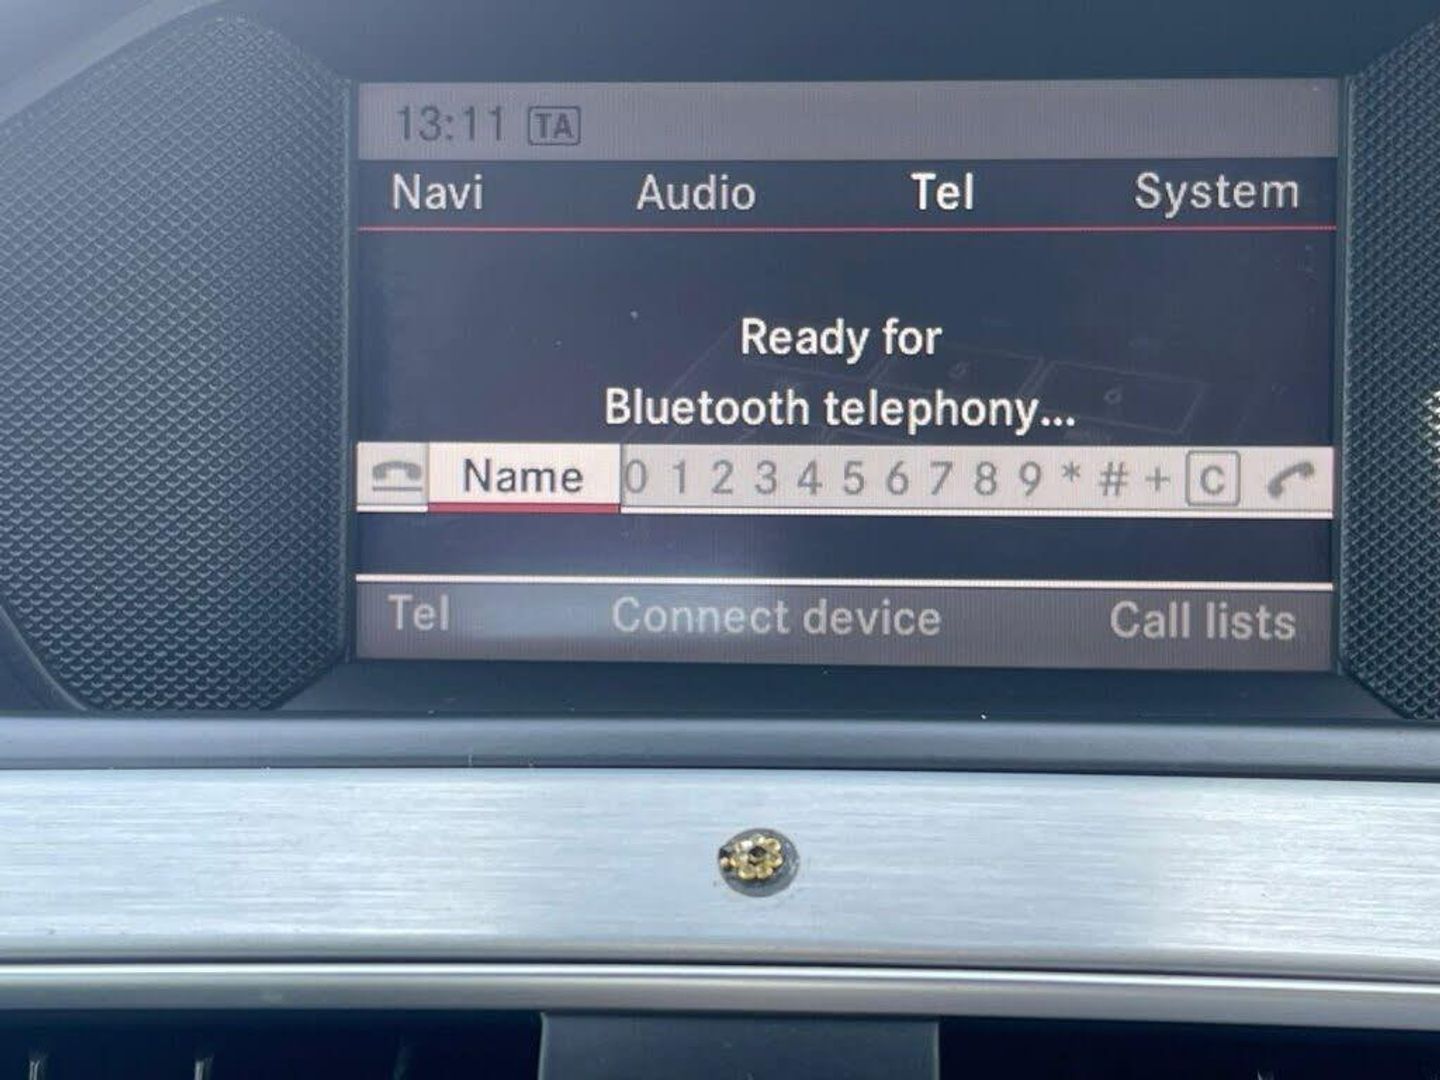 13:11 TA
Navi Audio Tel System
Ready for
Bluetooth telephony...
Name 0 1 2 3 4 5 6 7 8 9 * # + C
Tel Connect device Call lists